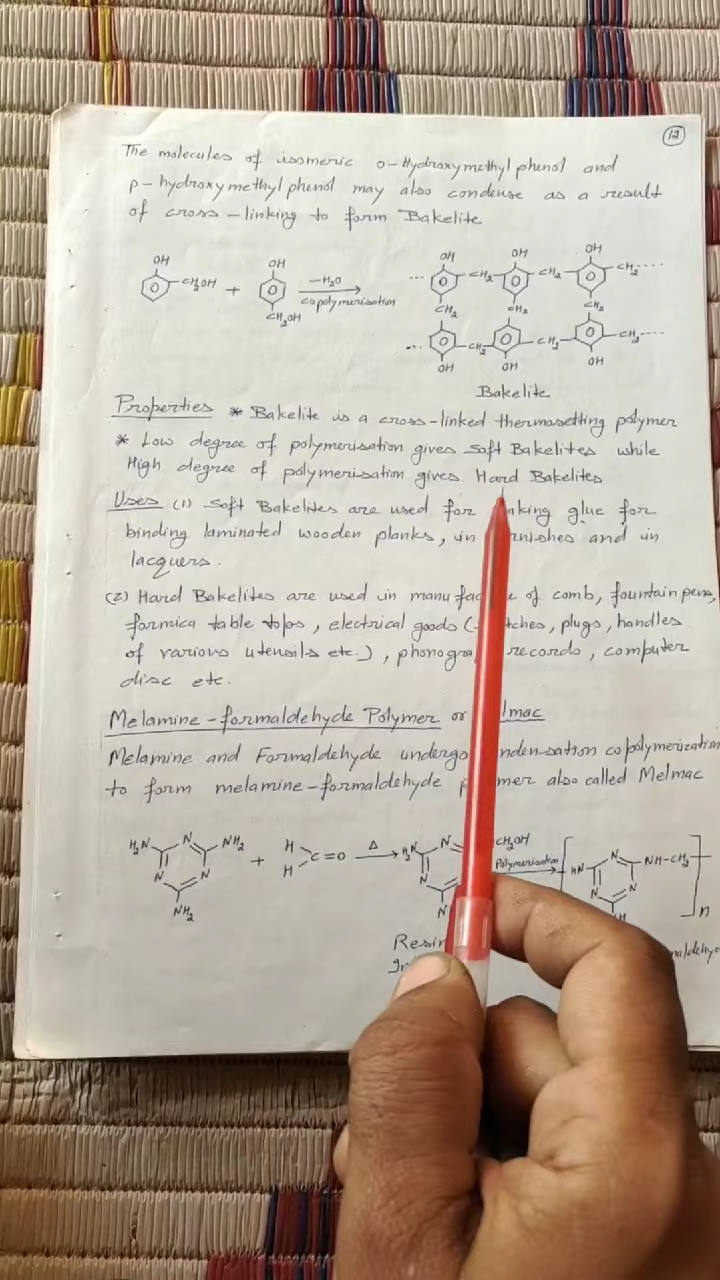 12
The molecules of isomeric o-Hydroxymethyl phenol and
p-hydroxymethyl phenol may also condense as a result
of cross-linking to form Bakelite
OH OH OH OH OH
CH2OH + CH2OH -H2O copolymerisation ... CH2 CH2 CH2 ....
CH2 CH2 CH2
... CH2 CH2 CH2 ....
OH OH OH
Bakelite
Properties * Bakelite is a cross-linked thermosetting polymer
* Low degree of polymerisation gives Soft Bakelites while
High degree of polymerisation gives Hard Bakelites
Uses (1) Soft Bakelites are used for aking glue for
binding laminated wooden planks, in rnishes and in
lacquers.
(2) Hard Bakelites are used in manufac e of comb, fountain pens,
formica table tops, electrical goods ( tches, plugs, handles
of various utensils etc.), phonogra records, computer
disc etc.
Melamine-formaldehyde Polymer or lmac
Melamine and Formaldehyde undergo ndensation copolymerization
to form melamine-formaldehyde p mer also called Melmac
H2N N NH2 N N NH2 + H H C=O Δ H2N N N N CH2OH Polymerisation HN N N N NH-CH2 n
Resin
aldehyd